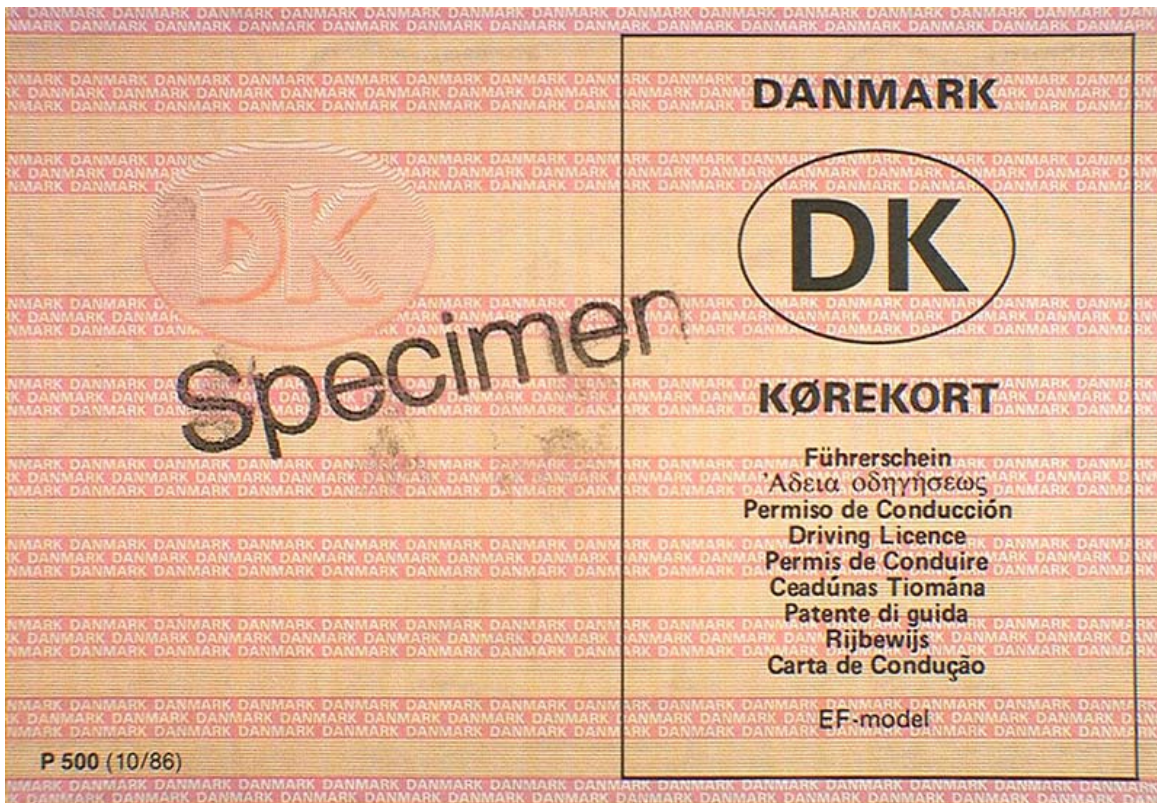 DK
Specimen
P 500 (10/86)
DANMARK
DK
KØREKORT
Führerschein
Ἄδεια οδηγήσεως
Permiso de Conducción
Driving Licence
Permis de Conduire
Ceadúnas Tiomána
Patente di guida
Rijbewijs
Carta de Condução
EF-model